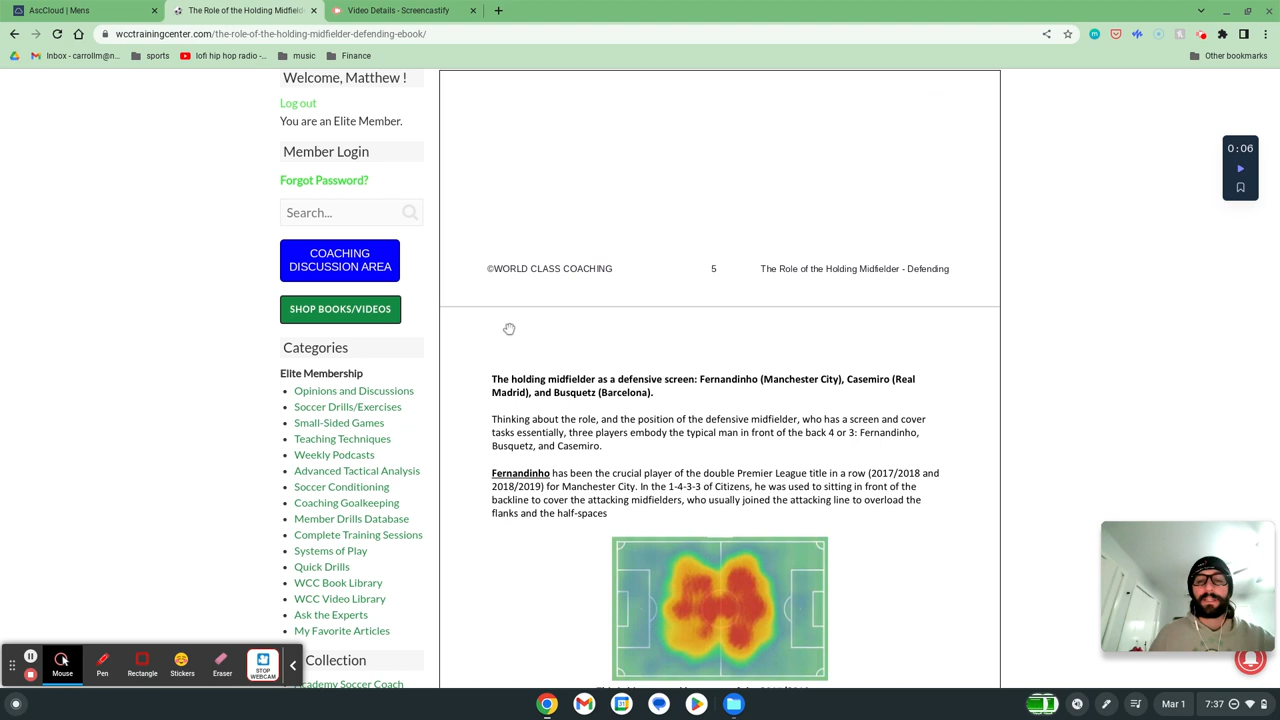 AscCloud | Mens
The Role of the Holding Midfield
Video Details - Screencastify
wcctrainingcenter.com/the-role-of-the-holding-midfielder-defending-ebook/
Inbox - carrollm@n...
sports
lofi hip hop radio -...
music
Finance
Other bookmarks
Welcome, Matthew !
Log out
You are an Elite Member.
Member Login
Forgot Password?
Search...
COACHING
DISCUSSION AREA
SHOP BOOKS/VIDEOS
Categories
Elite Membership
Opinions and Discussions
Soccer Drills/Exercises
Small-Sided Games
Teaching Techniques
Weekly Podcasts
Advanced Tactical Analysis
Soccer Conditioning
Coaching Goalkeeping
Member Drills Database
Complete Training Sessions
Systems of Play
Quick Drills
WCC Book Library
WCC Video Library
Ask the Experts
My Favorite Articles
Collection
Academy Soccer Coach
©WORLD CLASS COACHING 5 The Role of the Holding Midfielder - Defending
The holding midfielder as a defensive screen: Fernandinho (Manchester City), Casemiro (Real
Madrid), and Busquetz (Barcelona).
Thinking about the role, and the position of the defensive midfielder, who has a screen and cover
tasks essentially, three players embody the typical man in front of the back 4 or 3: Fernandinho,
Busquetz, and Casemiro.
Fernandinho has been the crucial player of the double Premier League title in a row (2017/2018 and
2018/2019) for Manchester City. In the 1-4-3-3 of Citizens, he was used to sitting in front of the
backline to cover the attacking midfielders, who usually joined the attacking line to overload the
flanks and the half-spaces
0:06
Mouse
Pen
Rectangle
Stickers
Eraser
STOP
WEBCAM
31
Mar 1
7:37